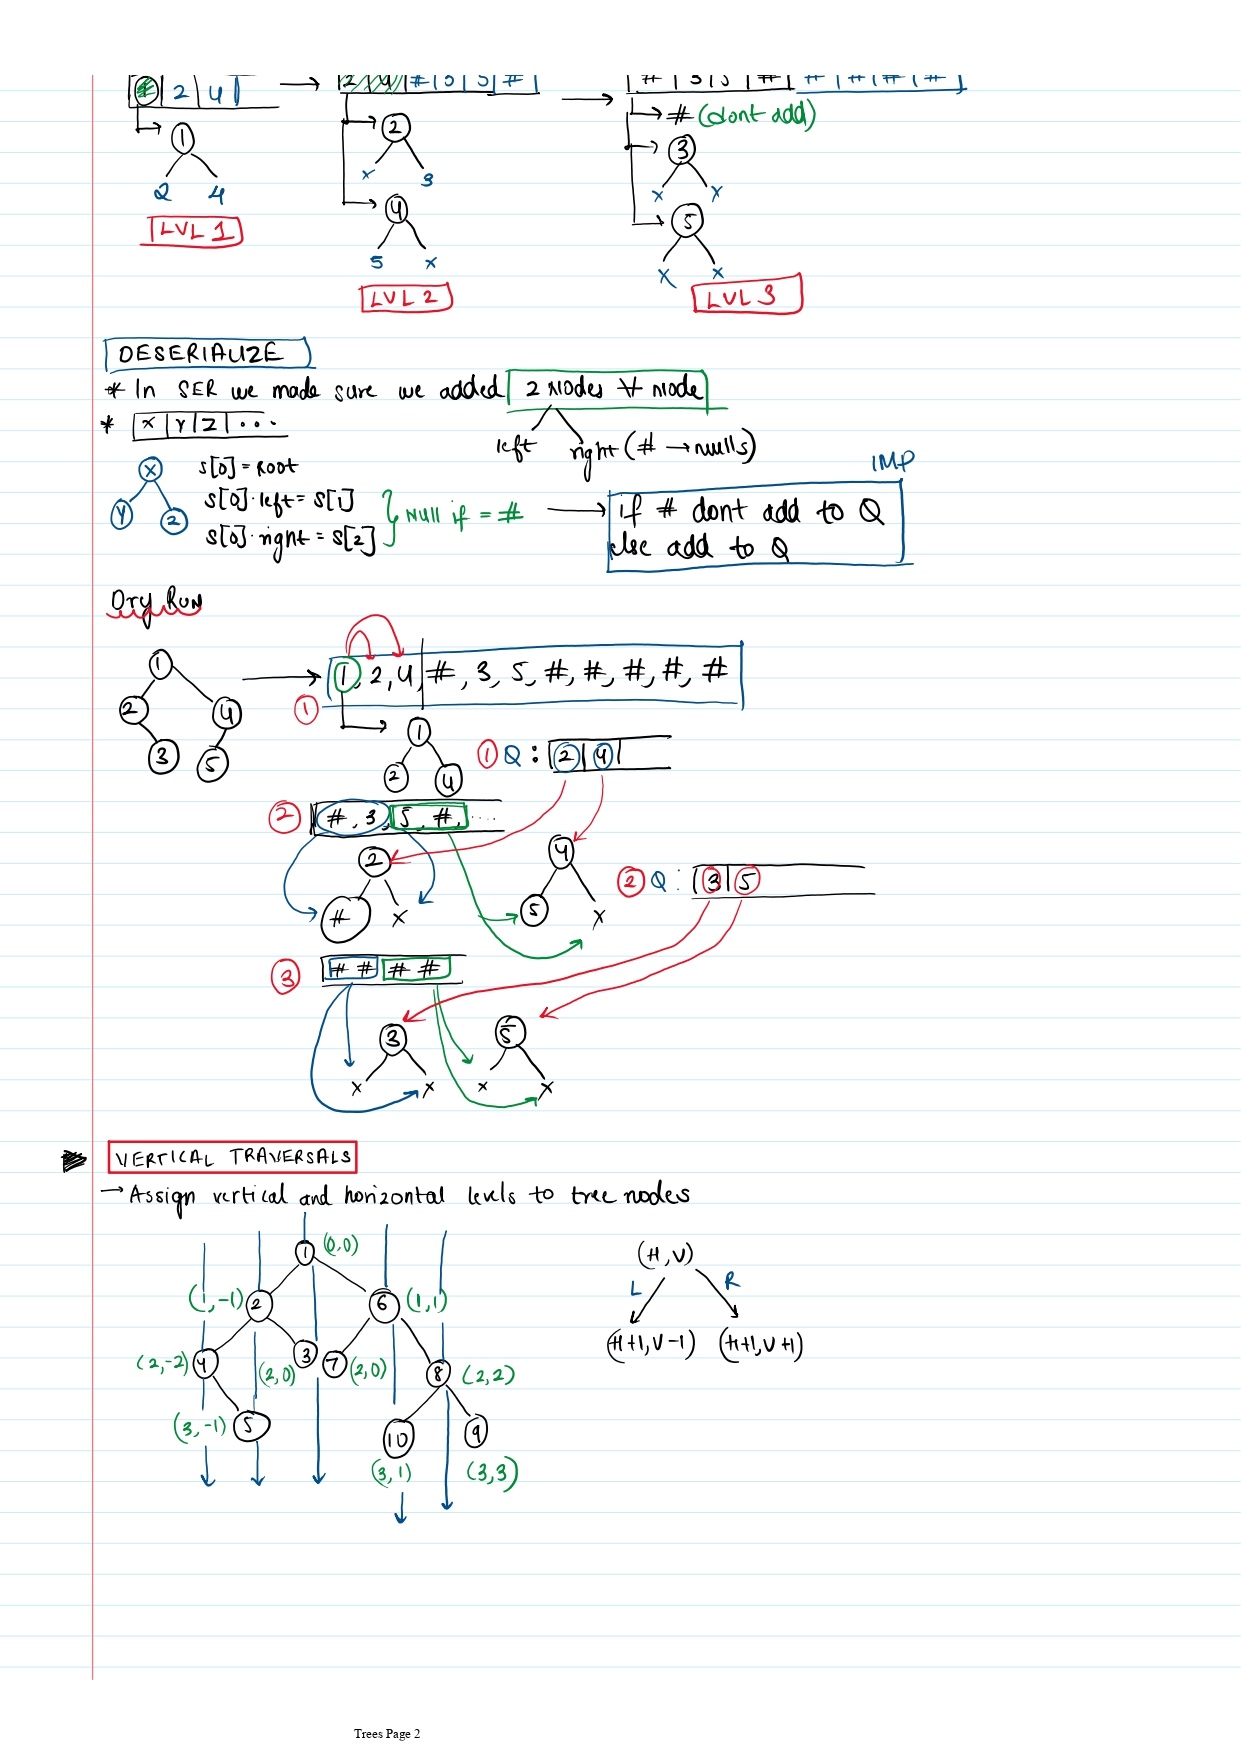 1 | 2 | 4 | → 2 | 4 | # | 3 | 5 | # | → | # | 3 | 5 | # | # | # | # | # |
# (dont add)
1 2 3
2 4 x 3 x x
4 5
5 x x x
LVL 1
LVL 2
LVL 3
DESERIALIZE
* In SER we made sure we added 2 Nodes ∀ node
* | X | Y | Z | ...
left right (# → nulls)
IMP
X S[0] = Root
Y Z S[0].left = S[1]
S[0].right = S[2]
} Null if = # → if # dont add to Q
else add to Q
Dry Run
1 → 1, 2, 4, #, 3, 5, #, #, #, #, #
2 4
3 5
1
1
2 4
1 Q : | 2 | 4 |
2 #, 3, 5, #, ....
2 4
# x 5 x
2 Q : | 3 | 5 |
3 # # # #
3 5
x x x x
VERTICAL TRAVERSALS
→ Assign vertical and horizontal levels to tree nodes
1 (0,0)
(H, V)
L R
(1, -1) 2 6 (1, 1)
(H+1, V-1) (H+1, V+1)
(2, -2) 4 (2, 0) 3 7 (2, 0) 8 (2, 2)
(3, -1) 5 10 9
(3, 1) (3, 3)
Trees Page 2